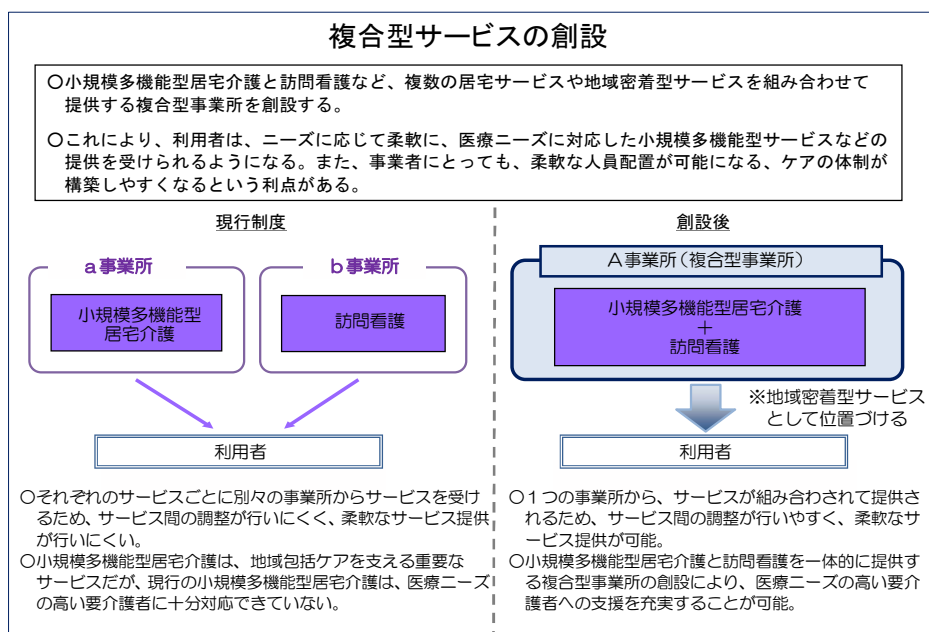 複合型サービスの創設
○小規模多機能型居宅介護と訪問看護など、複数の居宅サービスや地域密着型サービスを組み合わせて
提供する複合型事業所を創設する。
○これにより、利用者は、ニーズに応じて柔軟に、医療ニーズに対応した小規模多機能型サービスなどの
提供を受けられるようになる。また、事業者にとっても、柔軟な人員配置が可能になる、ケアの体制が
構築しやすくなるという利点がある。
現行制度
a事業所
小規模多機能型
居宅介護
b事業所
訪問看護
利用者
○それぞれのサービスごとに別々の事業所からサービスを受け
るため、サービス間の調整が行いにくく、柔軟なサービス提供
が行いにくい。
○小規模多機能型居宅介護は、地域包括ケアを支える重要な
サービスだが、現行の小規模多機能型居宅介護は、医療ニーズ
の高い要介護者に十分対応できていない。
創設後
A事業所(複合型事業所)
小規模多機能型居宅介護
+
訪問看護
※地域密着型サービス
として位置づける
利用者
○1つの事業所から、サービスが組み合わされて提供さ
れるため、サービス間の調整が行いやすく、柔軟なサ
ービス提供が可能。
○小規模多機能型居宅介護と訪問看護を一体的に提供す
る複合型事業所の創設により、医療ニーズの高い要介
護者への支援を充実することが可能。